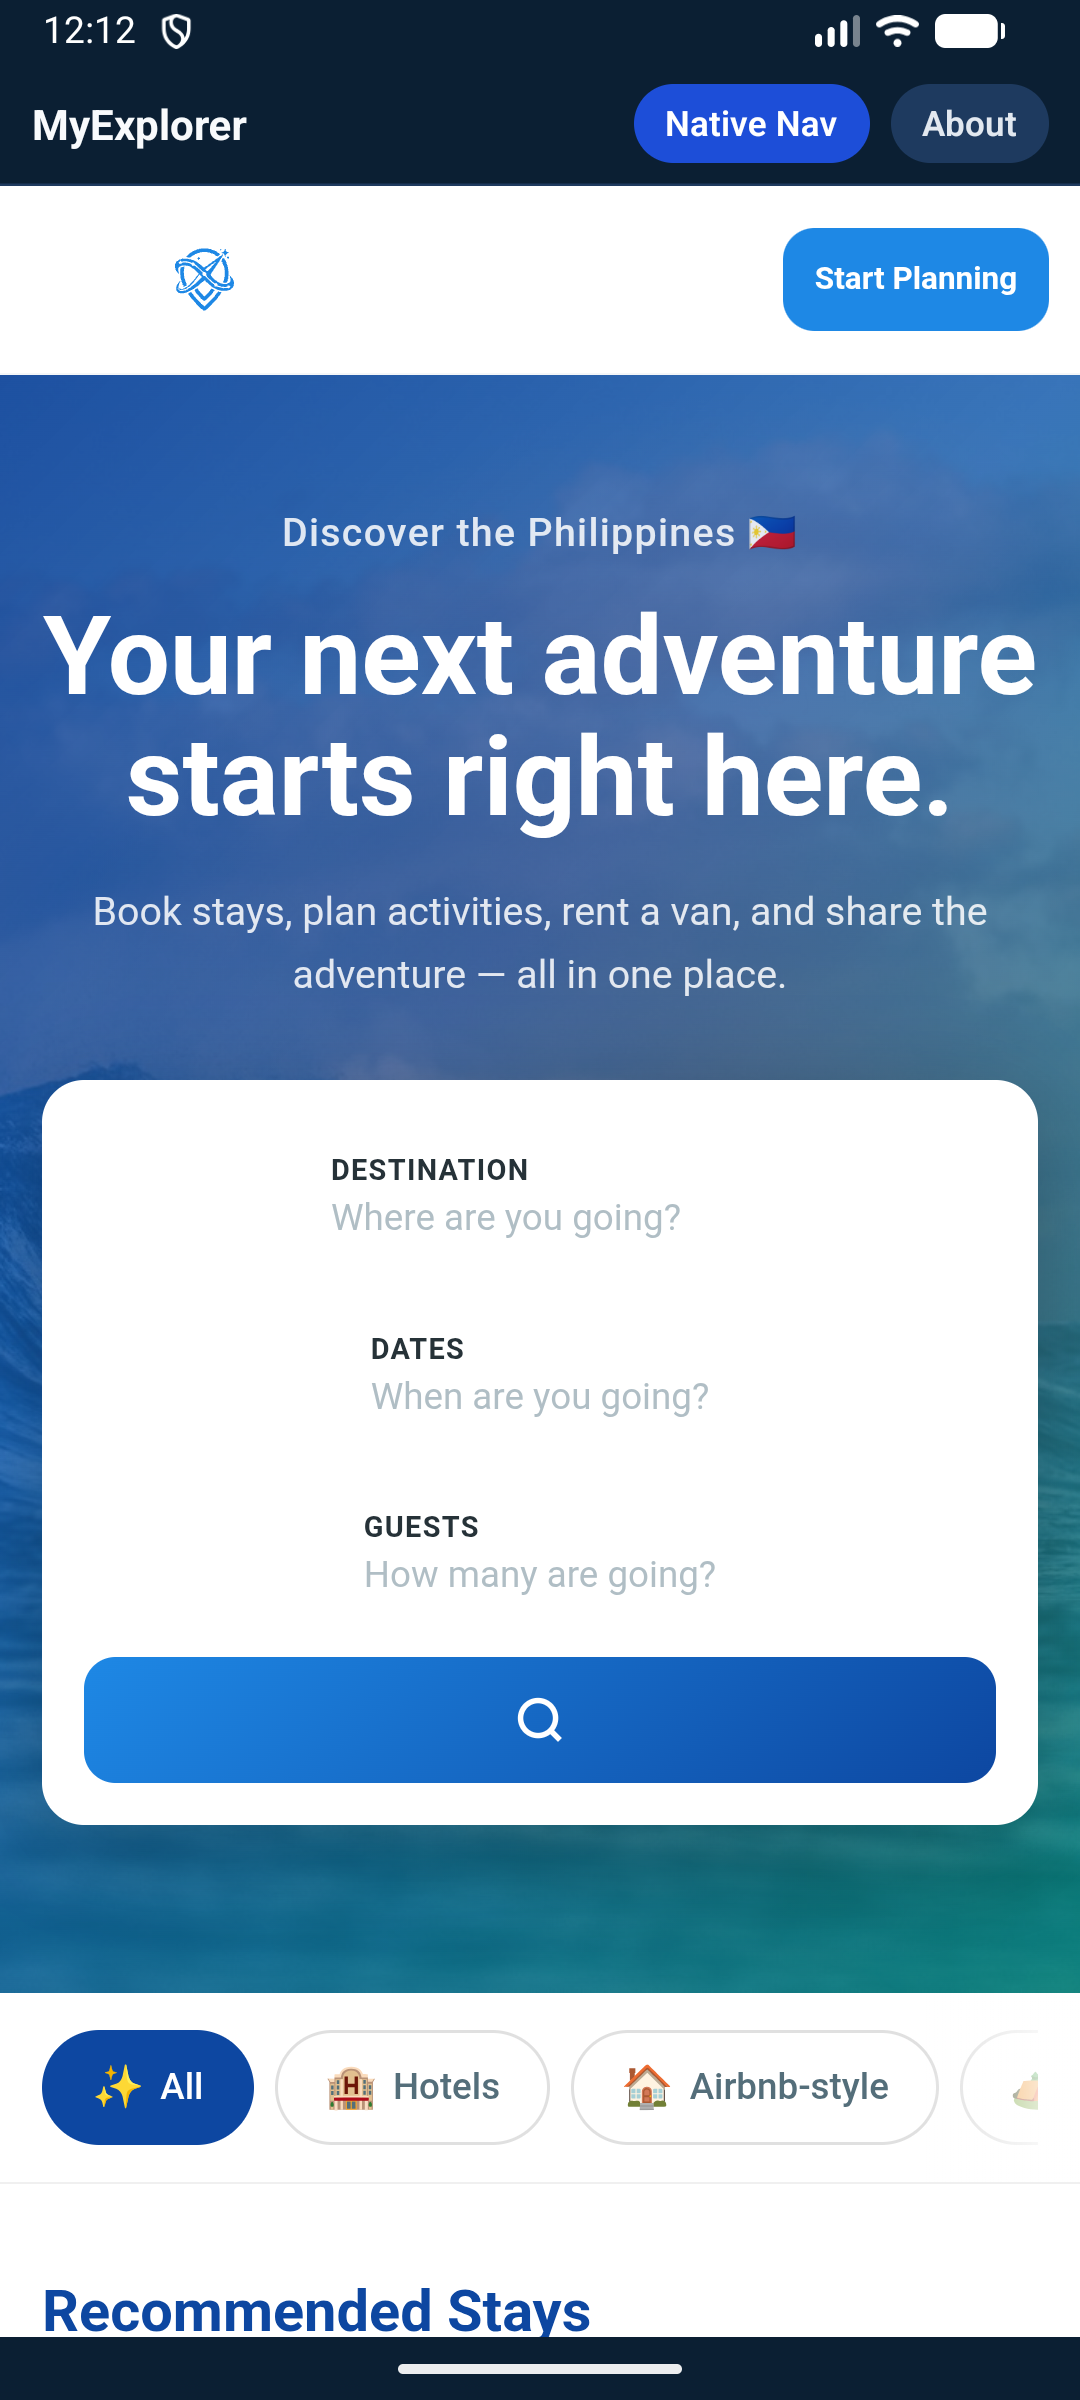 12:12
MyExplorer
Native Nav
About
Start Planning
Discover the Philippines 🇵🇭
Your next adventure
starts right here.
Book stays, plan activities, rent a van, and share the
adventure — all in one place.
DESTINATION
Where are you going?
DATES
When are you going?
GUESTS
How many are going?
✨ All
🏨 Hotels
🏠 Airbnb-style
Recommended Stays